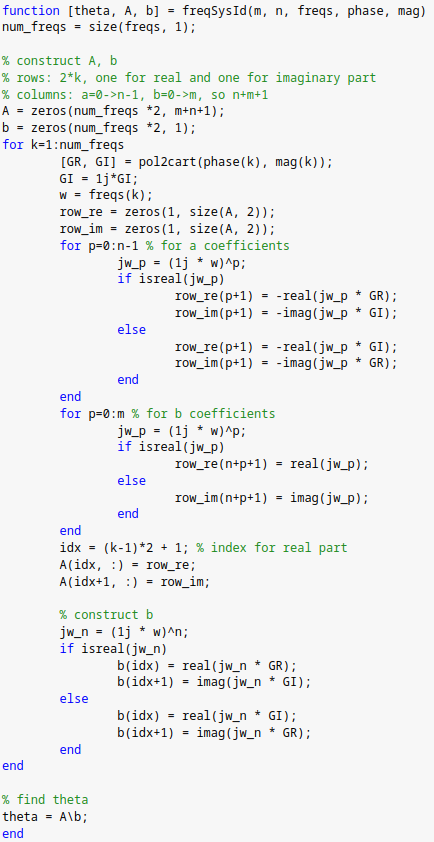 function [theta, A, b] = freqSysId(m, n, freqs, phase, mag)
num_freqs = size(freqs, 1);

% construct A, b
% rows: 2*k, one for real and one for imaginary part
% columns: a=0->n-1, b=0->m, so n+m+1
A = zeros(num_freqs *2, m+n+1);
b = zeros(num_freqs *2, 1);
for k=1:num_freqs
        [GR, GI] = pol2cart(phase(k), mag(k));
        GI = 1j*GI;
        w = freqs(k);
        row_re = zeros(1, size(A, 2));
        row_im = zeros(1, size(A, 2));
        for p=0:n-1 % for a coefficients
                jw_p = (1j * w)^p;
                if isreal(jw_p)
                        row_re(p+1) = -real(jw_p * GR);
                        row_im(p+1) = -imag(jw_p * GI);
                else
                        row_re(p+1) = -real(jw_p * GI);
                        row_im(p+1) = -imag(jw_p * GR);
                end
        end
        for p=0:m % for b coefficients
                jw_p = (1j * w)^p;
                if isreal(jw_p)
                        row_re(n+p+1) = real(jw_p);
                else
                        row_im(n+p+1) = imag(jw_p);
                end
        end
        idx = (k-1)*2 + 1; % index for real part
        A(idx, :) = row_re;
        A(idx+1, :) = row_im;

        % construct b
        jw_n = (1j * w)^n;
        if isreal(jw_n)
                b(idx) = real(jw_n * GR);
                b(idx+1) = imag(jw_n * GI);
        else
                b(idx) = real(jw_n * GI);
                b(idx+1) = imag(jw_n * GR);
        end
end

% find theta
theta = A\b;
end